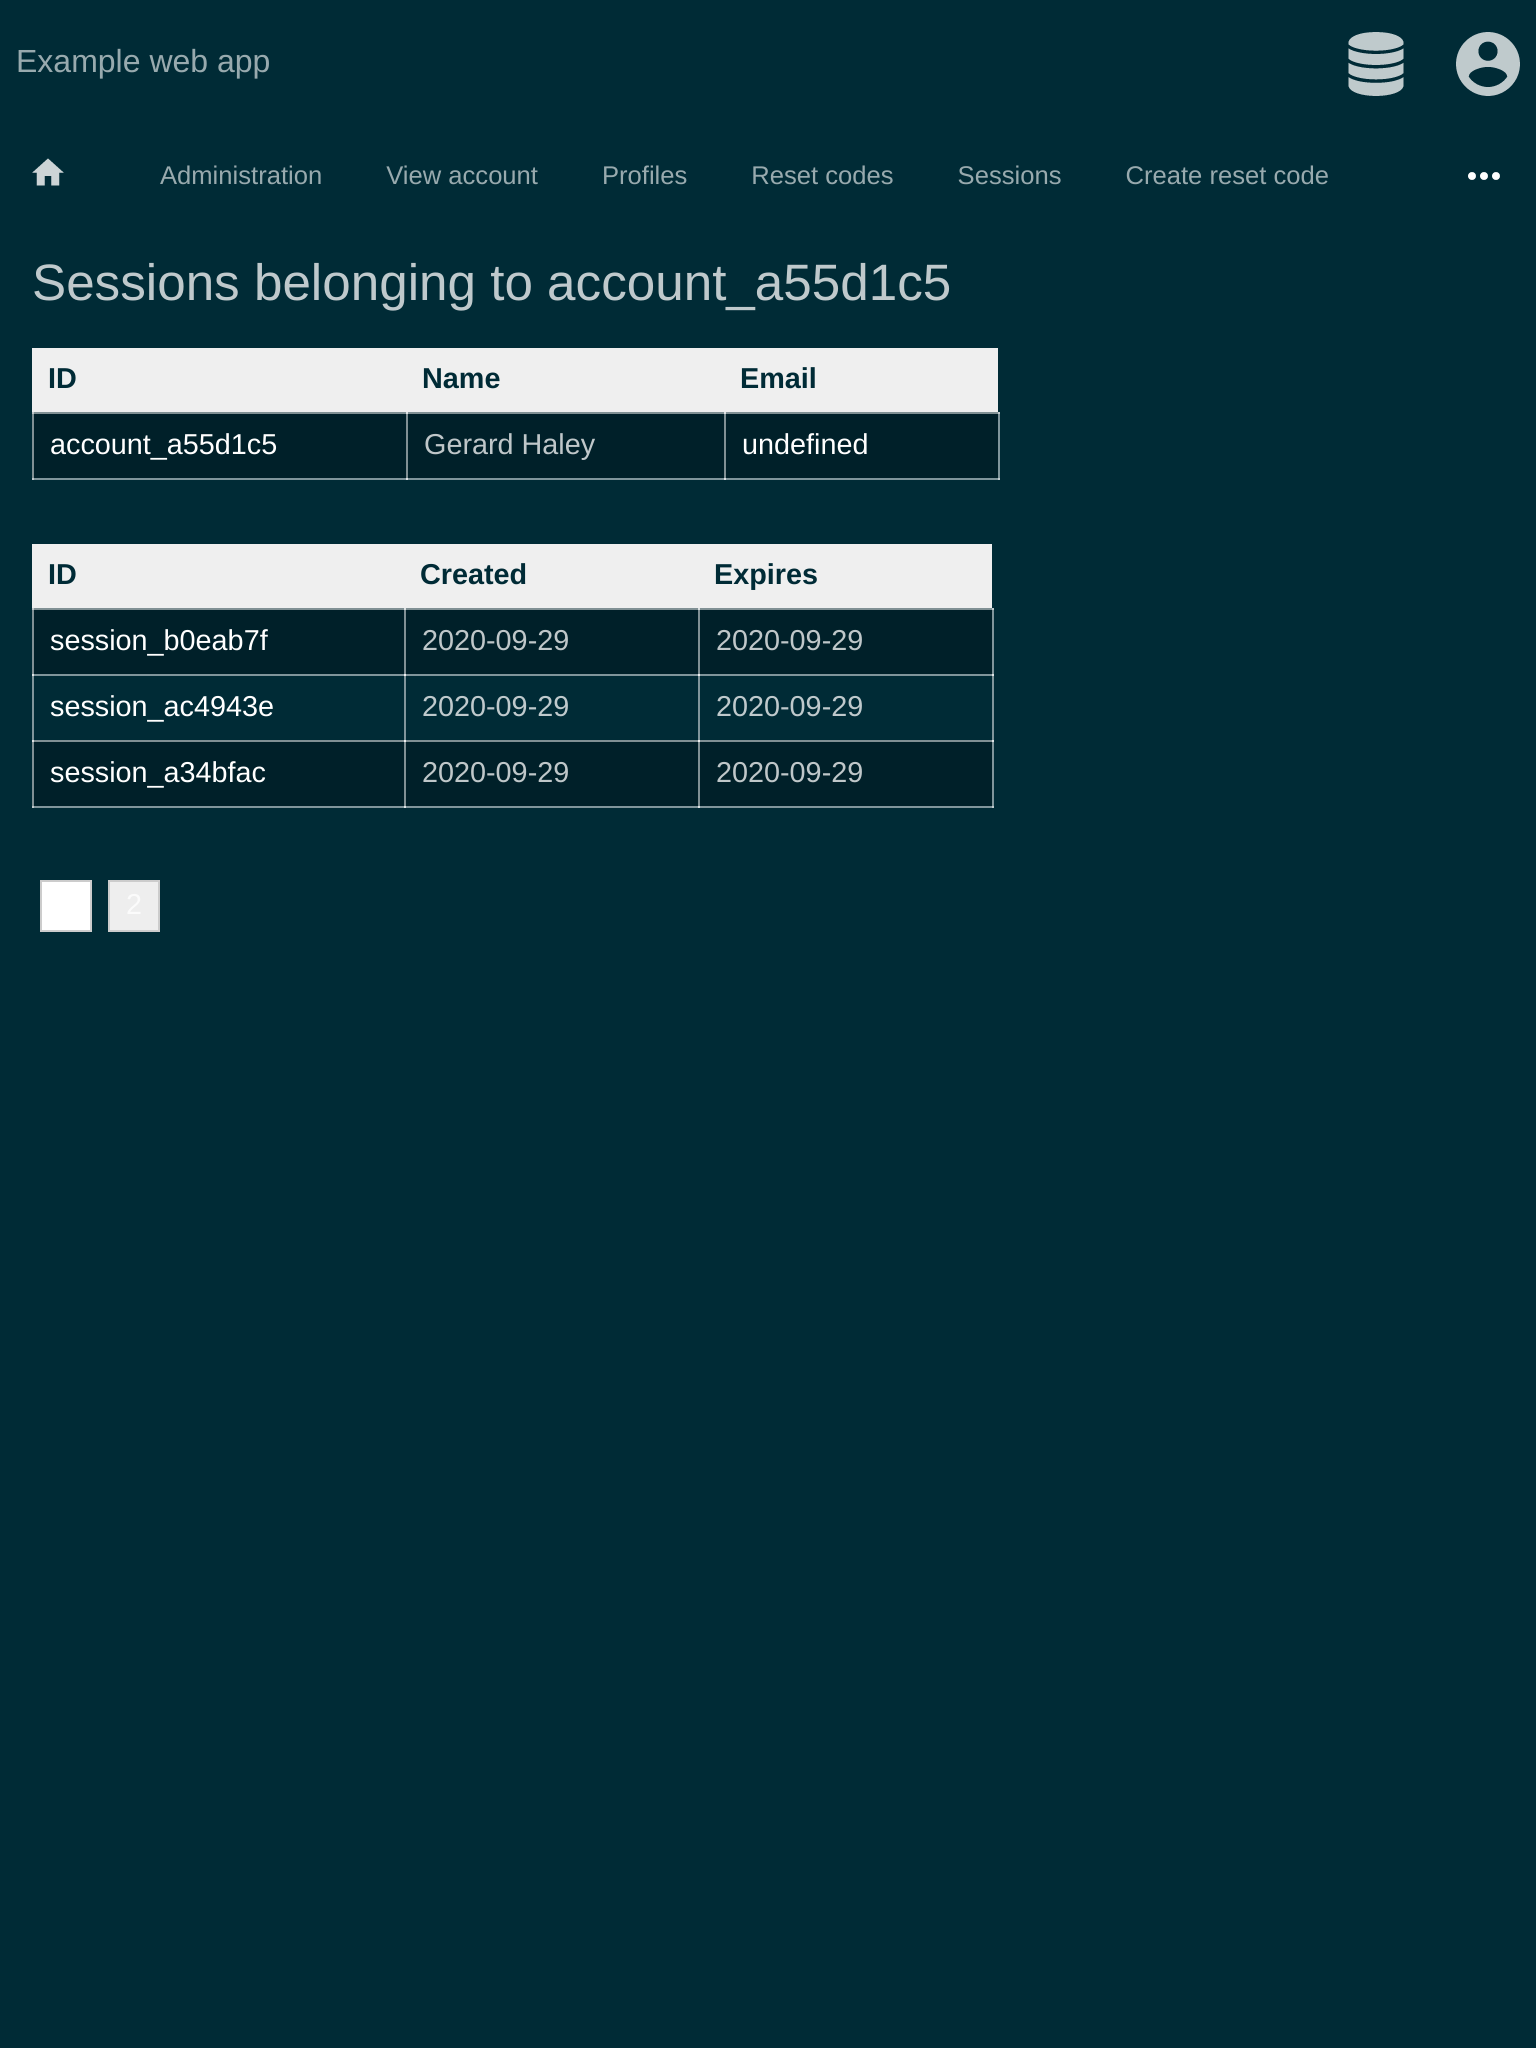 Example web app
Administration View account Profiles Reset codes Sessions Create reset code
Sessions belonging to account_a55d1c5
ID Name Email
account_a55d1c5 Gerard Haley undefined
ID Created Expires
session_b0eab7f 2020-09-29 2020-09-29
session_ac4943e 2020-09-29 2020-09-29
session_a34bfac 2020-09-29 2020-09-29
2